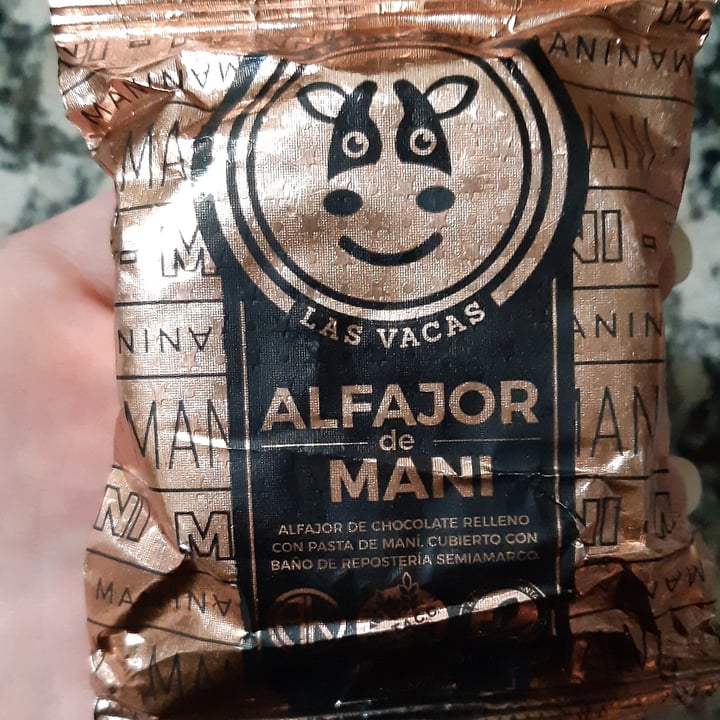 LAS VACAS
ALFAJOR
de
MANI
ALFAJOR DE CHOCOLATE RELLENO
CON PASTA DE MANÍ, CUBIERTO CON
BAÑO DE REPOSTERÍA SEMIAMARGO.